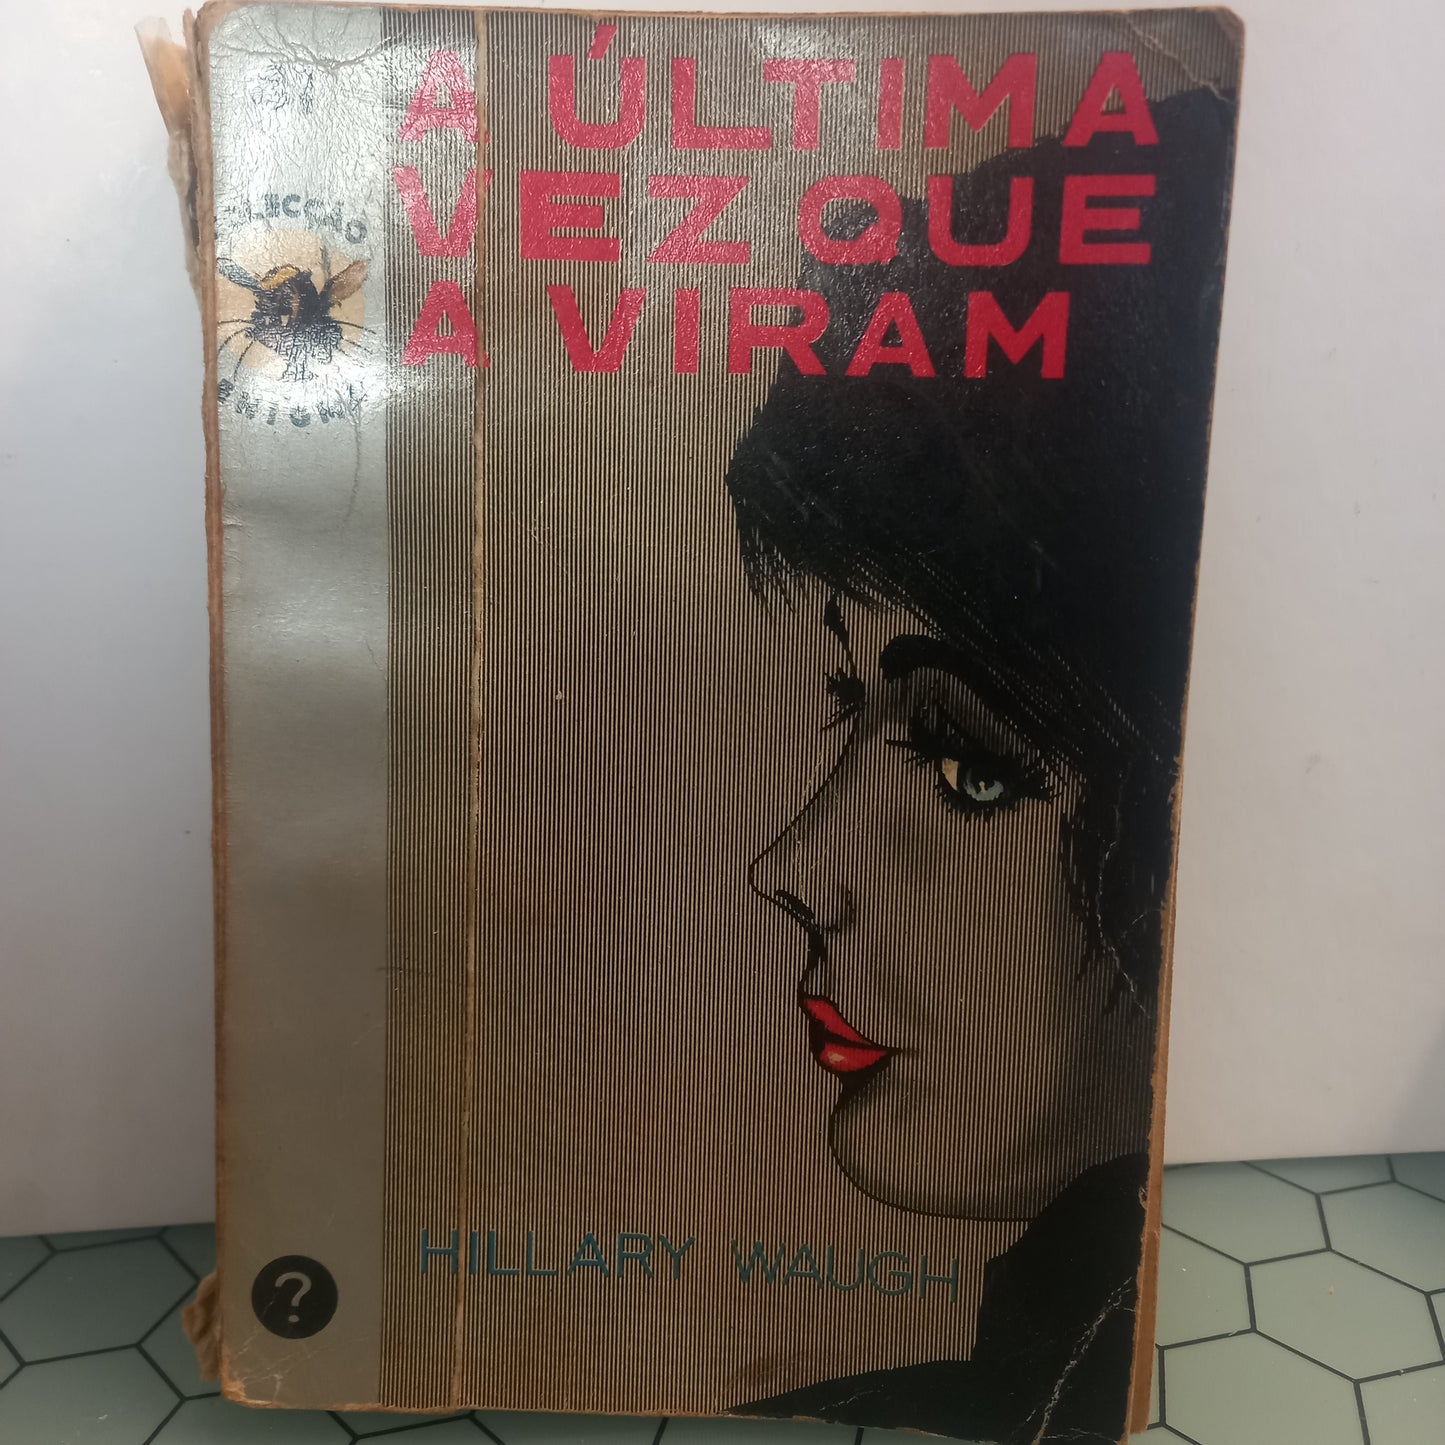 A ÚLTIMA
VEZ QUE
A VIRAM
HILLARY WAUGH
?